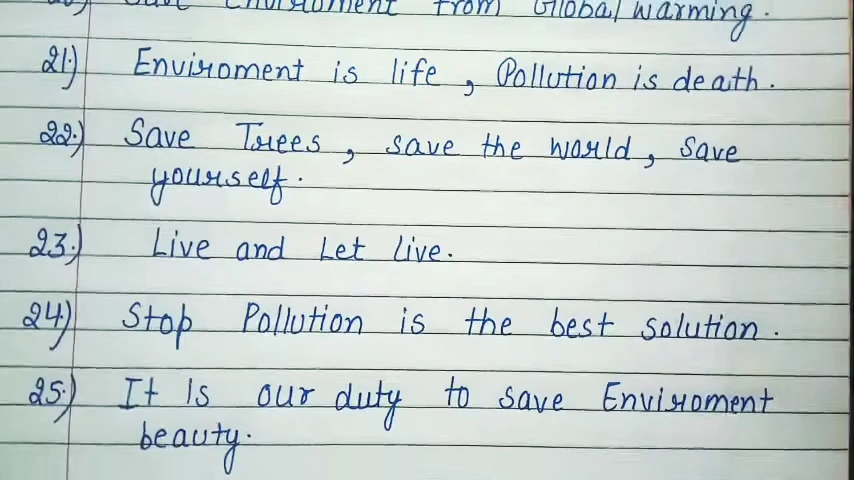 20) Save Enviroment from Global warming.
21) Enviroment is life, Pollution is death.
22.) Save Trees, save the world, save
yourself.
23.) Live and Let live.
24) Stop Pollution is the best solution.
25.) It is our duty to save Enviroment
beauty.